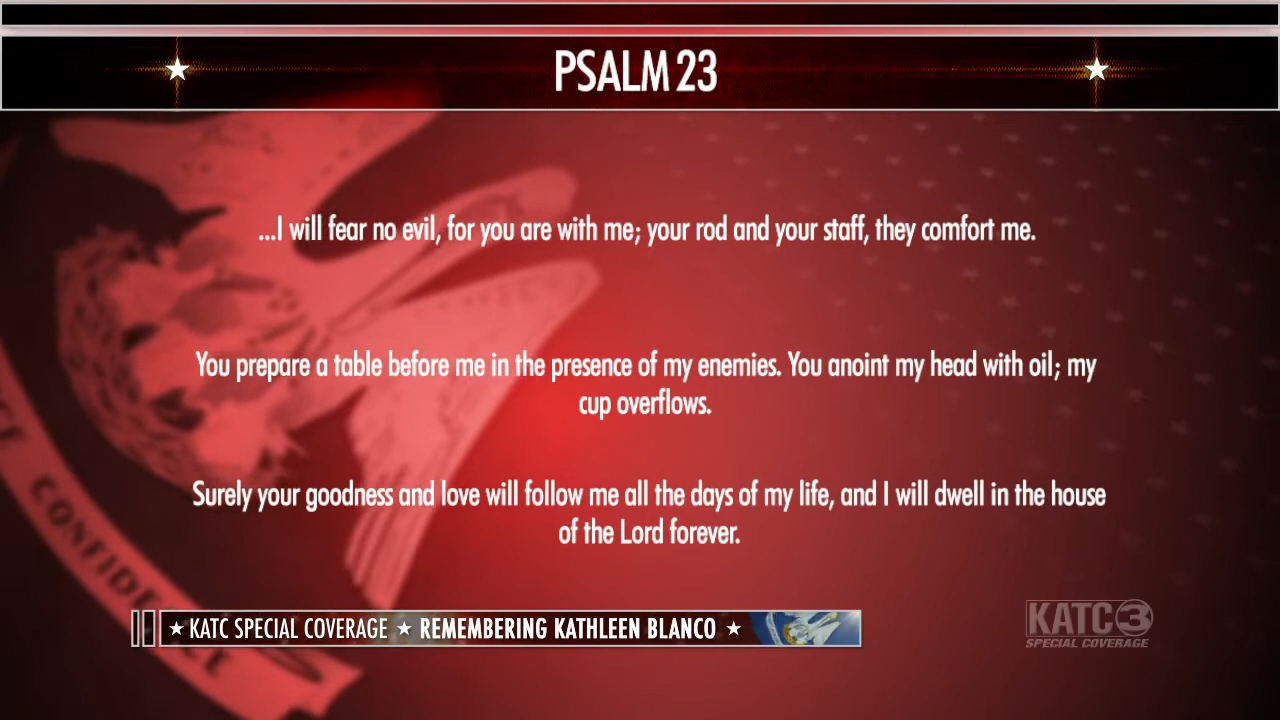 PSALM 23
...I will fear no evil, for you are with me; your rod and your staff, they comfort me.
You prepare a table before me in the presence of my enemies. You anoint my head with oil; my
cup overflows.
Surely your goodness and love will follow me all the days of my life, and I will dwell in the house
of the Lord forever.
CONFIDE
★ KATC SPECIAL COVERAGE ★ REMEMBERING KATHLEEN BLANCO ★
KATC3
SPECIAL COVERAGE